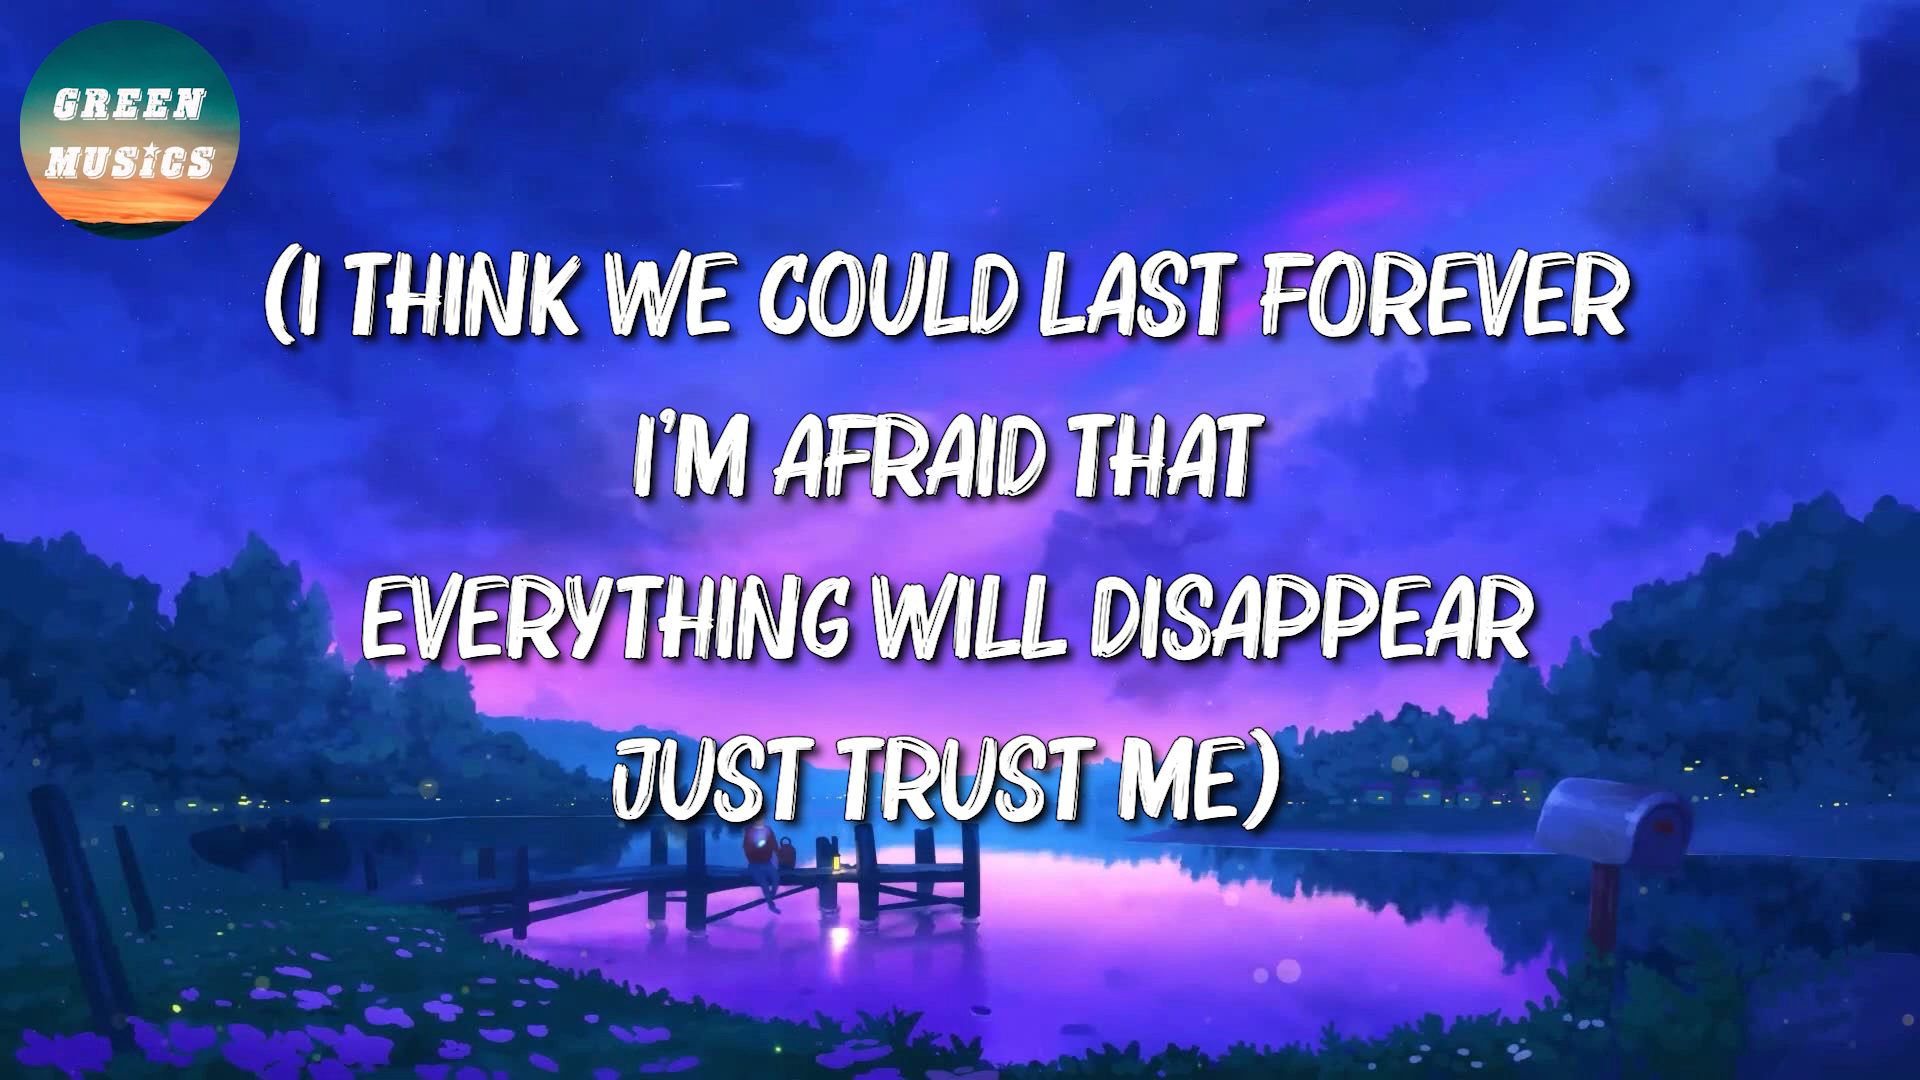 GREEN
MUSICS
(I THINK WE COULD LAST FOREVER
I'M AFRAID THAT
EVERYTHING WILL DISAPPEAR
JUST TRUST ME)